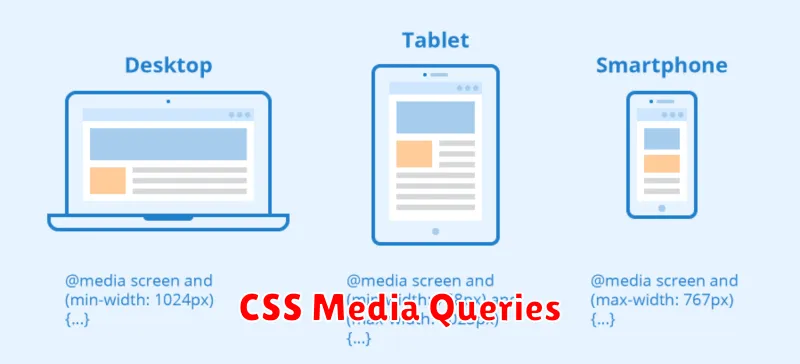 Desktop
Tablet
Smartphone
@media screen and
(min-width: 1024px)
{...}
@media screen and
{...}
@media screen and
(max-width: 767px)
{...}
CSS Media Queries